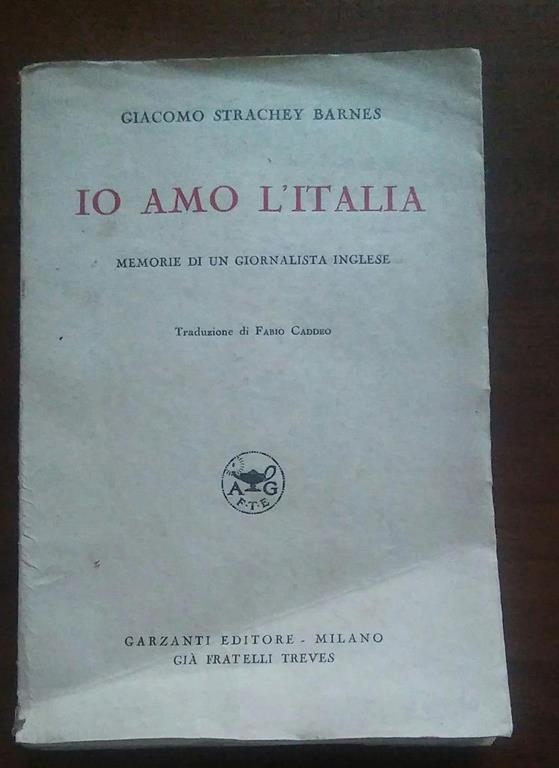 GIACOMO STRACHEY BARNES
IO AMO L'ITALIA
MEMORIE DI UN GIORNALISTA INGLESE
Traduzione di FABIO CADDEO
A G
F·T·E
GARZANTI EDITORE - MILANO
GIÀ FRATELLI TREVES